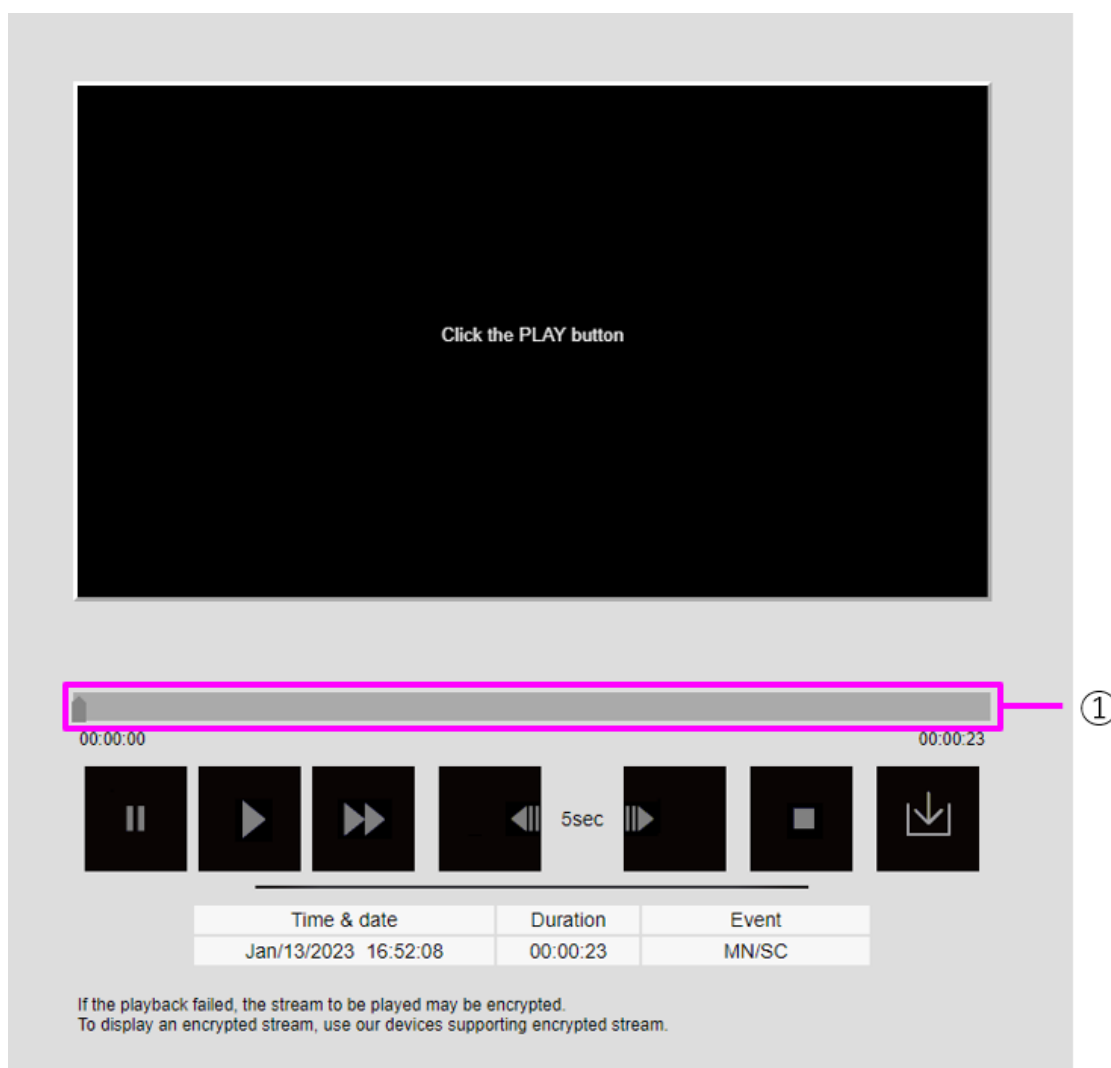 Click the PLAY button
①
00:00:00 00:00:23
5sec
Time & date Duration Event
Jan/13/2023 16:52:08 00:00:23 MN/SC
If the playback failed, the stream to be played may be encrypted.
To display an encrypted stream, use our devices supporting encrypted stream.